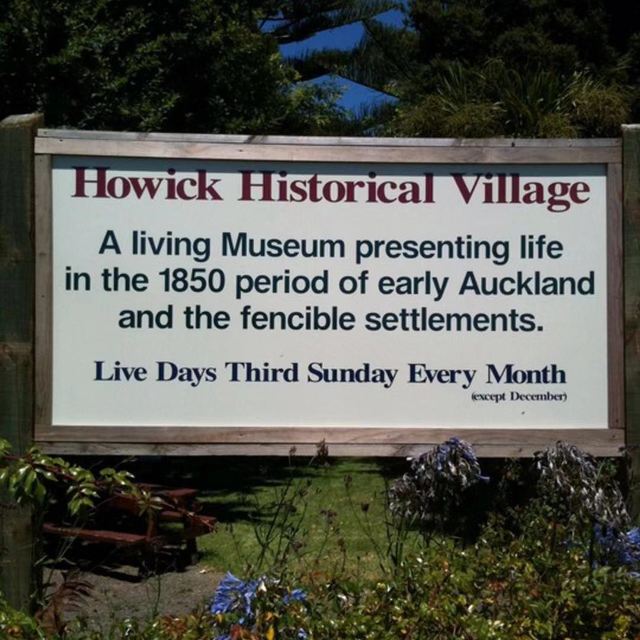 Howick Historical Village
A living Museum presenting life
in the 1850 period of early Auckland
and the fencible settlements.
Live Days Third Sunday Every Month
(except December)